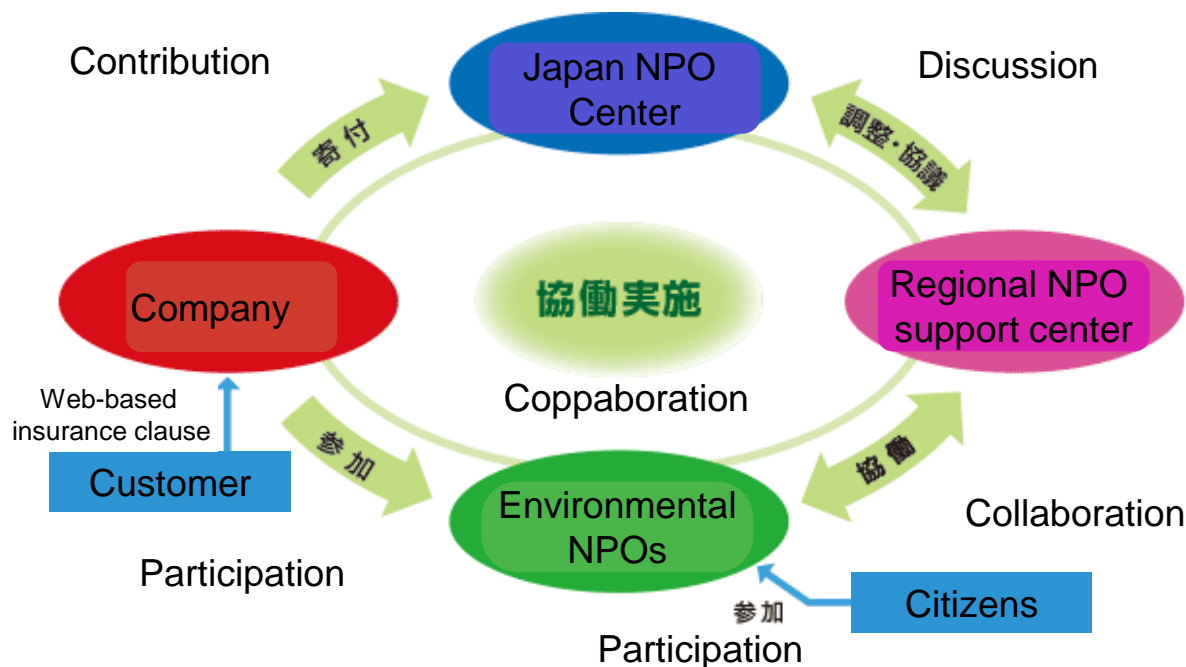 Contribution
Japan NPO
Center
Discussion
寄付
調整・協議
Company
協働実施
Regional NPO
support center
Coppaboration
Web-based
insurance clause
Customer
参加
Environmental
NPOs
協働
Collaboration
Participation
Citizens
参加
Participation